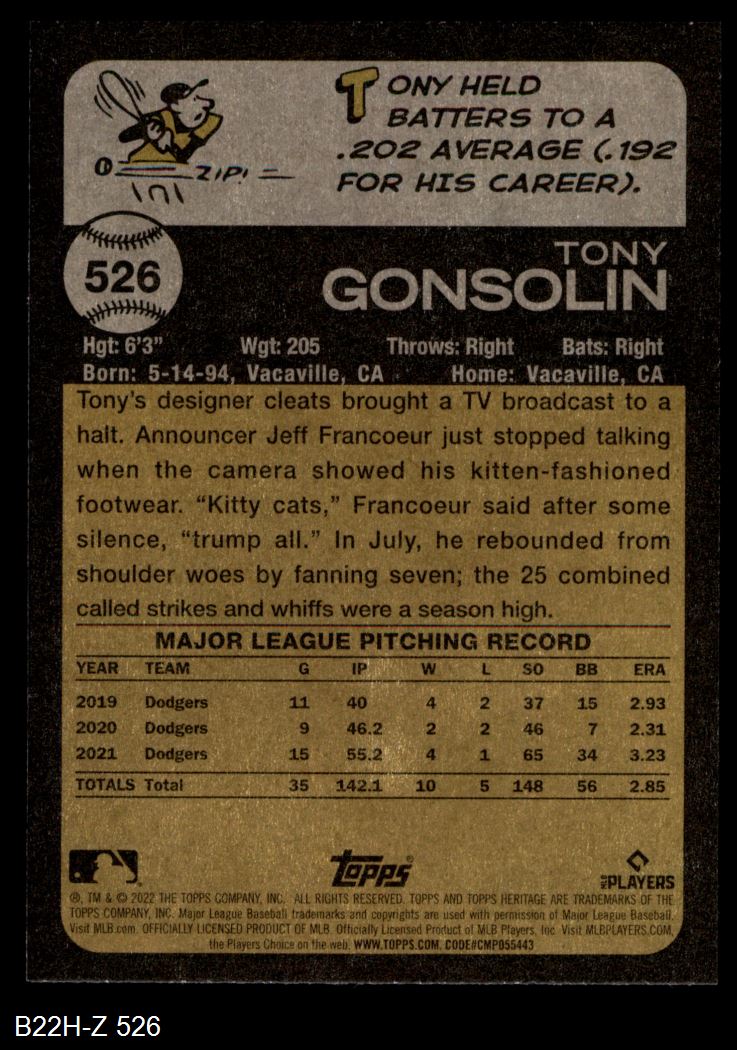 TONY HELD
BATTERS TO A
.202 AVERAGE (.192
FOR HIS CAREER).
ZIP!
526
TONY
GONSOLIN
Hgt: 6'3" Wgt: 205 Throws: Right Bats: Right
Born: 5-14-94, Vacaville, CA Home: Vacaville, CA
Tony's designer cleats brought a TV broadcast to a
halt. Announcer Jeff Francoeur just stopped talking
when the camera showed his kitten-fashioned
footwear. "Kitty cats," Francoeur said after some
silence, "trump all." In July, he rebounded from
shoulder woes by fanning seven; the 25 combined
called strikes and whiffs were a season high.
MAJOR LEAGUE PITCHING RECORD
YEAR TEAM G IP W L SO BB ERA
2019 Dodgers 11 40 4 2 37 15 2.93
2020 Dodgers 9 46.2 2 2 46 7 2.31
2021 Dodgers 15 55.2 4 1 65 34 3.23
TOTALS Total 35 142.1 10 5 148 56 2.85
Topps
MLB PLAYERS
®, TM & © 2022 THE TOPPS COMPANY, INC. ALL RIGHTS RESERVED. TOPPS AND TOPPS HERITAGE ARE TRADEMARKS OF THE
TOPPS COMPANY, INC. Major League Baseball trademarks and copyrights are used with permission of Major League Baseball.
Visit MLB.com. OFFICIALLY LICENSED PRODUCT OF MLB. Officially Licensed Product of MLB Players, Inc. Visit MLBPLAYERS.COM,
the Players Choice on the web. WWW.TOPPS.COM. CODE#CMP055443
B22H-Z 526